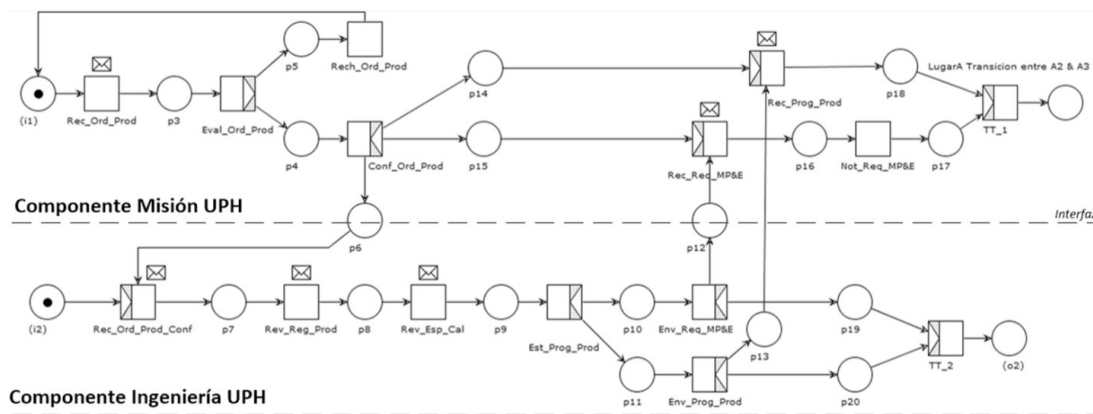 p5
Rech_Ord_Prod
p14
p18
LugarA Transicion entre A2 & A3
(i1)
Rec_Ord_Prod
p3
Eval_Ord_Prod
Rec_Prog_Prod
TT_1
p4
Conf_Ord_Prod
p15
Rec_Req_MP&E
p16
Not_Req_MP&E
p17
Componente Misión UPH
Interfaz
p6
p12
(i2)
Rec_Ord_Prod_Conf
p7
Rev_Reg_Prod
p8
Rev_Esp_Cal
p9
Est_Prog_Prod
p10
Env_Req_MP&E
p13
p19
TT_2
(o2)
p11
Env_Prog_Prod
p20
Componente Ingeniería UPH